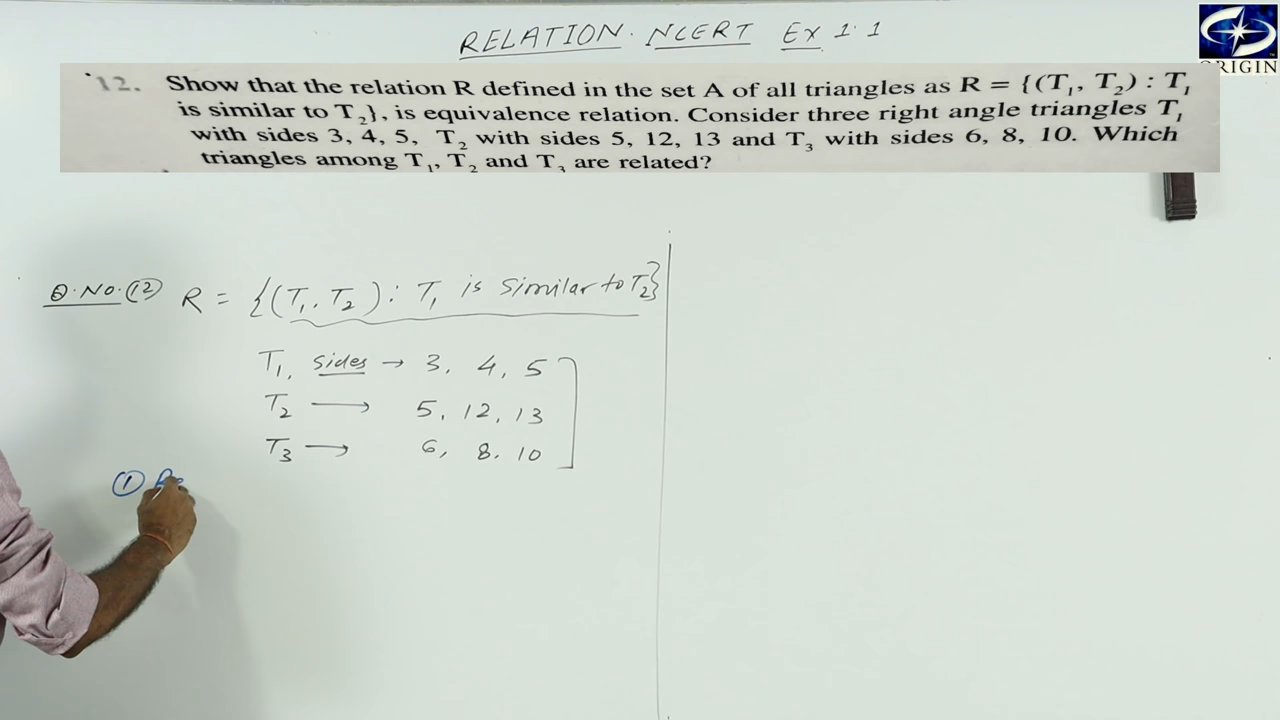 RELATION. NCERT Ex 1.1
ORIGIN
12. Show that the relation R defined in the set A of all triangles as R = {(T₁, T₂) : T₁
is similar to T₂}, is equivalence relation. Consider three right angle triangles T₁
with sides 3, 4, 5, T₂ with sides 5, 12, 13 and T₃ with sides 6, 8, 10. Which
triangles among T₁, T₂ and T₃ are related?
Q.No.(12) R = {(T₁, T₂) : T₁ is Similar to T₂}
T₁, sides → 3, 4, 5
T₂ → 5, 12, 13
T₃ → 6, 8, 10
① Re